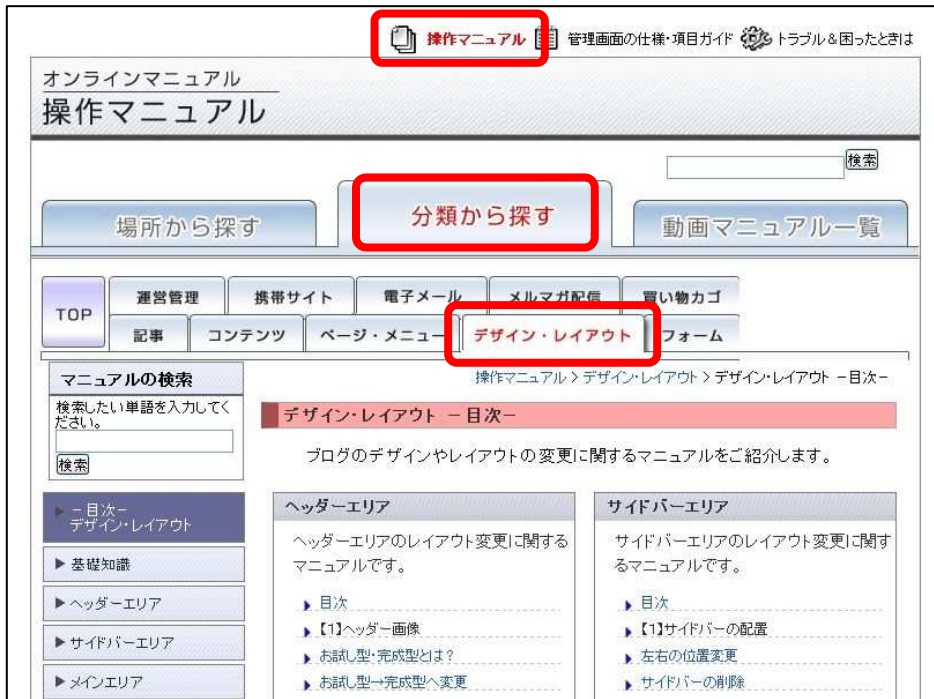 操作マニュアル 管理画面の仕様・項目ガイド トラブル&困ったときは
オンラインマニュアル
操作マニュアル
検索
場所から探す 分類から探す 動画マニュアル一覧
TOP 運営管理 携帯サイト 電子メール メルマガ配信 買い物カゴ
記事 コンテンツ ページ・メニュー デザイン・レイアウト フォーム
マニュアルの検索
検索したい単語を入力してく
ださい。
検索
－目次－
デザイン・レイアウト
▶ 基礎知識
▶ ヘッダーエリア
▶ サイドバーエリア
▶ メインエリア
操作マニュアル > デザイン・レイアウト > デザイン・レイアウト －目次－
デザイン・レイアウト －目次－
ブログのデザインやレイアウトの変更に関するマニュアルをご紹介します。
ヘッダーエリア
ヘッダーエリアのレイアウト変更に関する
マニュアルです。
目次
【1】ヘッダー画像
お試し型・完成型とは?
お試し型→完成型へ変更
サイドバーエリア
サイドバーエリアのレイアウト変更に関す
るマニュアルです。
目次
【1】サイドバーの配置
左右の位置変更
サイドバーの削除